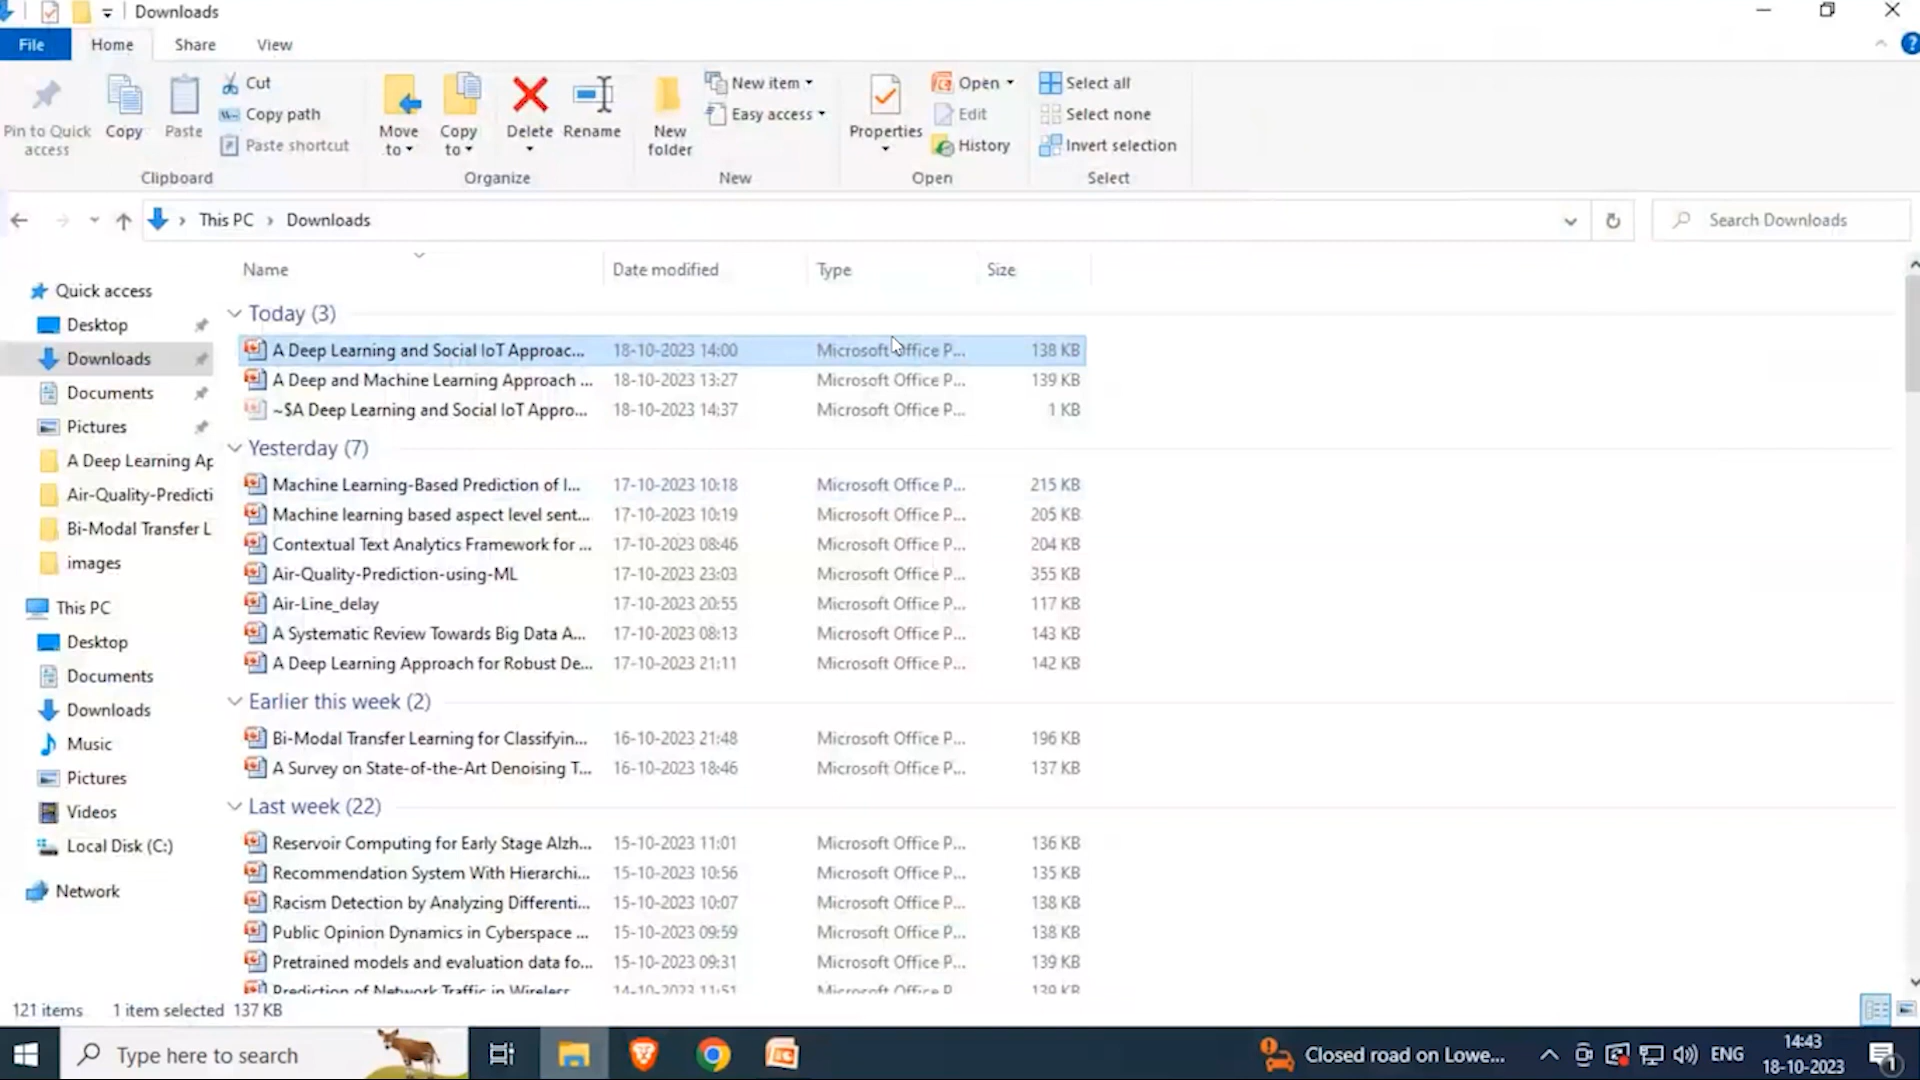 Downloads
File Home Share View
Pin to Quick access
Copy
Paste
Cut
Copy path
Paste shortcut
Clipboard
Move to
Copy to
Delete
Rename
Organize
New folder
New item
Easy access
New
Properties
Open
Edit
History
Open
Select all
Select none
Invert selection
Select
This PC › Downloads
Search Downloads
Name Date modified Type Size
Quick access
Desktop
Downloads
Documents
Pictures
A Deep Learning Ap
Air-Quality-Predicti
Bi-Modal Transfer L
images
This PC
Desktop
Documents
Downloads
Music
Pictures
Videos
Local Disk (C:)
Network
Today (3)
A Deep Learning and Social IoT Approac... 18-10-2023 14:00 Microsoft Office P... 138 KB
A Deep and Machine Learning Approach ... 18-10-2023 13:27 Microsoft Office P... 139 KB
~$A Deep Learning and Social IoT Appro... 18-10-2023 14:37 Microsoft Office P... 1 KB
Yesterday (7)
Machine Learning-Based Prediction of I... 17-10-2023 10:18 Microsoft Office P... 215 KB
Machine learning based aspect level sent... 17-10-2023 10:19 Microsoft Office P... 205 KB
Contextual Text Analytics Framework for ... 17-10-2023 08:46 Microsoft Office P... 204 KB
Air-Quality-Prediction-using-ML 17-10-2023 23:03 Microsoft Office P... 355 KB
Air-Line_delay 17-10-2023 20:55 Microsoft Office P... 117 KB
A Systematic Review Towards Big Data A... 17-10-2023 08:13 Microsoft Office P... 143 KB
A Deep Learning Approach for Robust De... 17-10-2023 21:11 Microsoft Office P... 142 KB
Earlier this week (2)
Bi-Modal Transfer Learning for Classifyin... 16-10-2023 21:48 Microsoft Office P... 196 KB
A Survey on State-of-the-Art Denoising T... 16-10-2023 18:46 Microsoft Office P... 137 KB
Last week (22)
Reservoir Computing for Early Stage Alzh... 15-10-2023 11:01 Microsoft Office P... 136 KB
Recommendation System With Hierarchi... 15-10-2023 10:56 Microsoft Office P... 135 KB
Racism Detection by Analyzing Differenti... 15-10-2023 10:07 Microsoft Office P... 138 KB
Public Opinion Dynamics in Cyberspace ... 15-10-2023 09:59 Microsoft Office P... 138 KB
Pretrained models and evaluation data fo... 15-10-2023 09:31 Microsoft Office P... 139 KB
Prediction of Network Traffic in Wireless 14-10-2023 11:51 Microsoft Office P 139 KB
121 items 1 item selected 137 KB
Type here to search
Closed road on Lowe...
ENG
14:43
18-10-2023
1